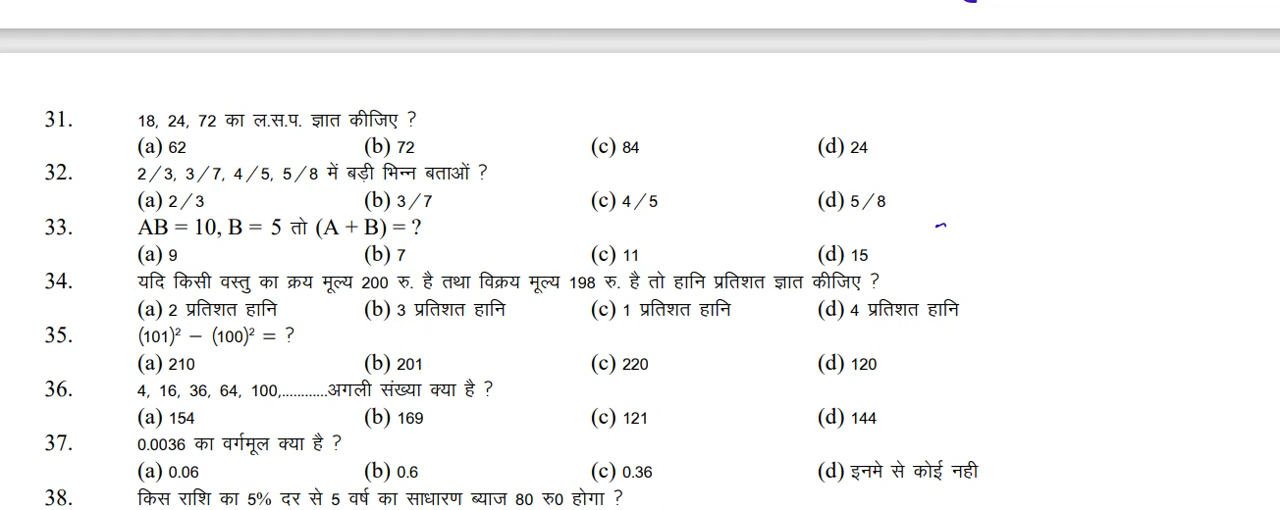 31. 18, 24, 72 का ल.स.प. ज्ञात कीजिए ?
(a) 62 (b) 72 (c) 84 (d) 24
32. 2/3, 3/7, 4/5, 5/8 में बड़ी भिन्न बताओं ?
(a) 2/3 (b) 3/7 (c) 4/5 (d) 5/8
33. AB = 10, B = 5 तो (A + B) = ?
(a) 9 (b) 7 (c) 11 (d) 15
34. यदि किसी वस्तु का क्रय मूल्य 200 रु. है तथा विक्रय मूल्य 198 रु. है तो हानि प्रतिशत ज्ञात कीजिए ?
(a) 2 प्रतिशत हानि (b) 3 प्रतिशत हानि (c) 1 प्रतिशत हानि (d) 4 प्रतिशत हानि
35. (101)² – (100)² = ?
(a) 210 (b) 201 (c) 220 (d) 120
36. 4, 16, 36, 64, 100,............अगली संख्या क्या है ?
(a) 154 (b) 169 (c) 121 (d) 144
37. 0.0036 का वर्गमूल क्या है ?
(a) 0.06 (b) 0.6 (c) 0.36 (d) इनमे से कोई नही
38. किस राशि का 5% दर से 5 वर्ष का साधारण ब्याज 80 रु0 होगा ?